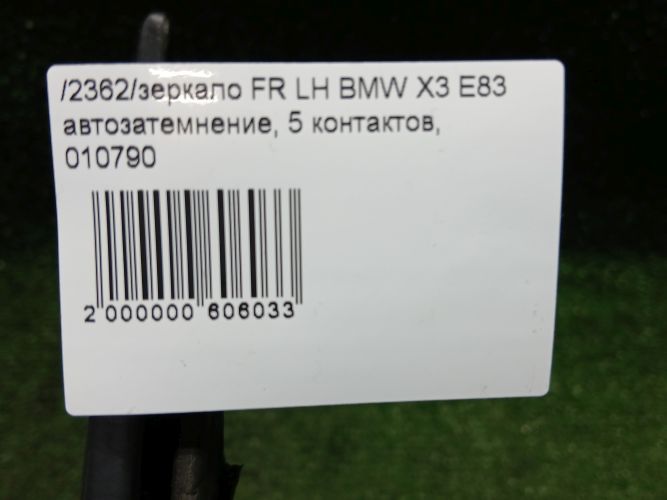 /2362/зеркало FR LH BMW X3 E83
автозатемнение, 5 контактов,
010790
2 000000 606033